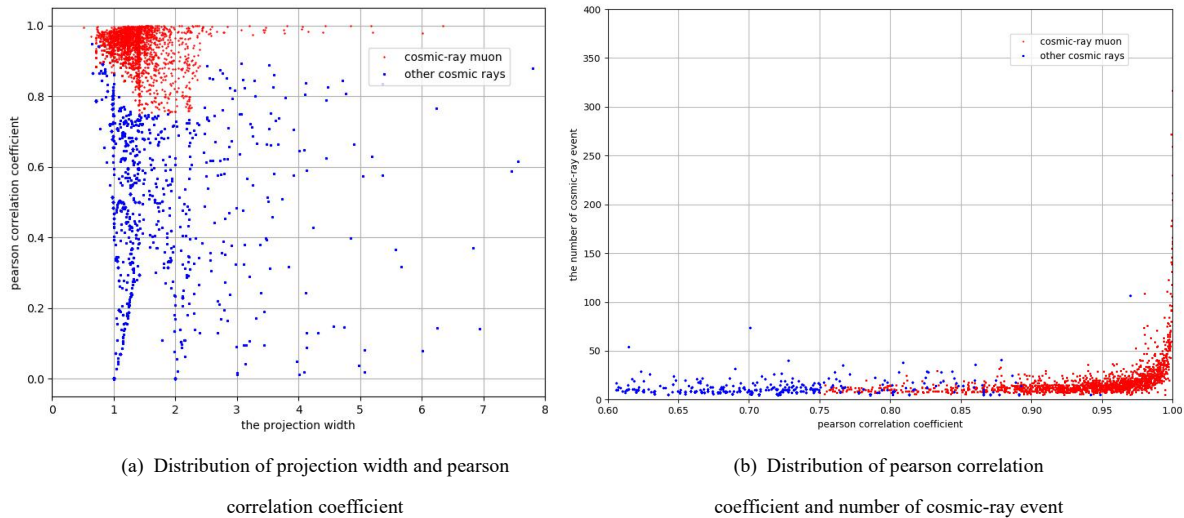 1.0
0.8
0.6
0.4
0.2
0.0
pearson correlation coefficient
cosmic-ray muon
other cosmic rays
0 1 2 3 4 5 6 7 8
the projection width
(a) Distribution of projection width and pearson
correlation coefficient
400
350
300
250
200
150
100
50
0
the number of cosmic-ray event
cosmic-ray muon
other cosmic rays
0.60 0.65 0.70 0.75 0.80 0.85 0.90 0.95 1.00
pearson correlation coefficient
(b) Distribution of pearson correlation
coefficient and number of cosmic-ray event